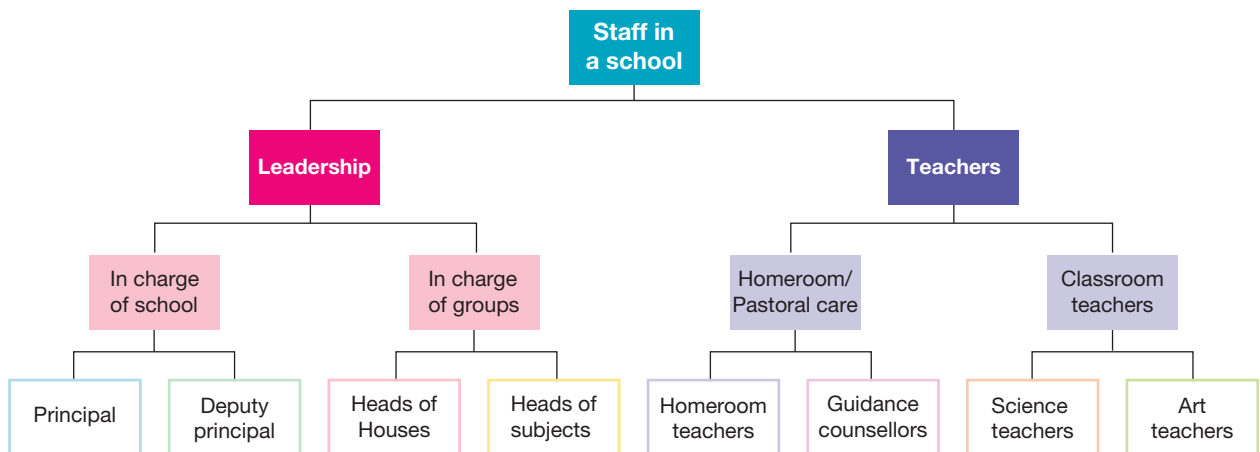 Staff in
a school
Leadership
Teachers
In charge
of school
In charge
of groups
Homeroom/
Pastoral care
Classroom
teachers
Principal
Deputy
principal
Heads of
Houses
Heads of
subjects
Homeroom
teachers
Guidance
counsellors
Science
teachers
Art
teachers